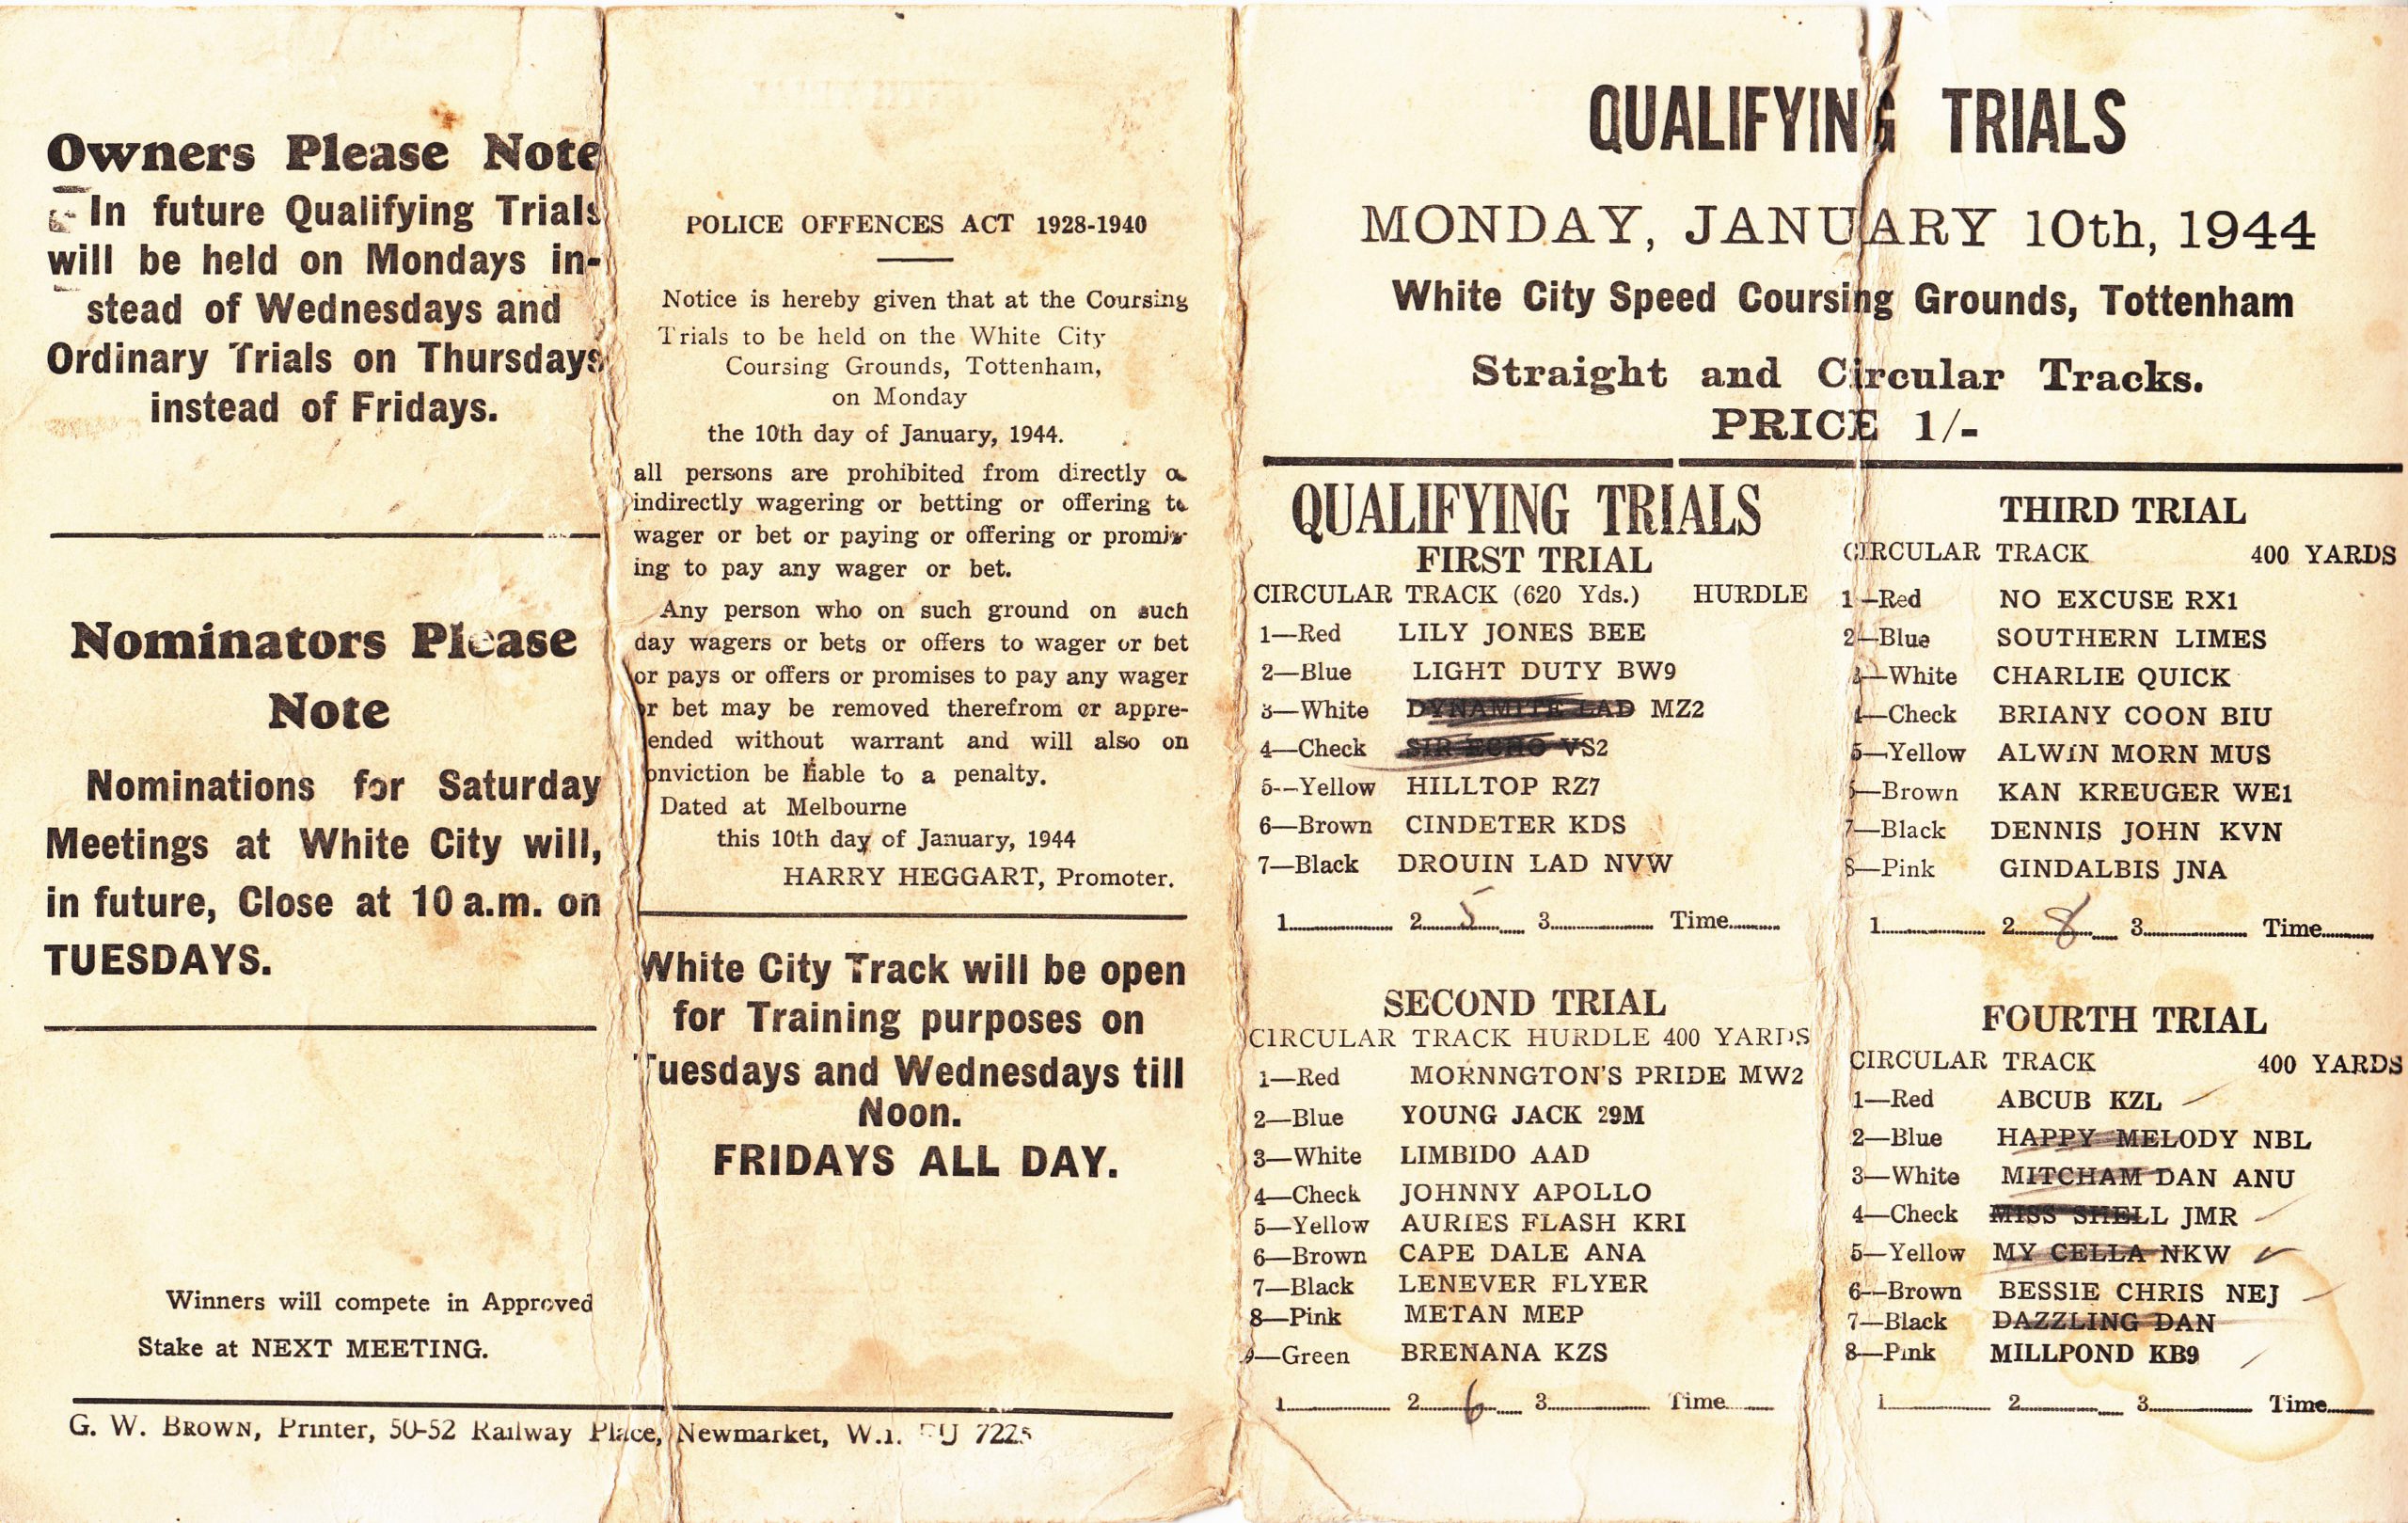 Owners Please Note
In future Qualifying Trials
will be held on Mondays in-
stead of Wednesdays and
Ordinary Trials on Thursdays
instead of Fridays.
Nominators Please
Note
Nominations for Saturday
Meetings at White City will,
in future, Close at 10 a.m. on
TUESDAYS.
Winners will compete in Approved
Stake at NEXT MEETING.
G. W. BROWN, Printer, 50-52 Railway Place, Newmarket, W.1.
POLICE OFFENCES ACT 1928-1940
Notice is hereby given that at the Coursing
Trials to be held on the White City
Coursing Grounds, Tottenham,
on Monday
the 10th day of January, 1944.
all persons are prohibited from directly
indirectly wagering or betting or offering to
wager or bet or paying or offering or promis-
ing to pay any wager or bet.
Any person who on such ground on such
day wagers or bets or offers to wager or bet
or pays or offers or promises to pay any wager
or bet may be removed therefrom or appre-
ended without warrant and will also on
onviction be liable to a penalty.
Dated at Melbourne
this 10th day of January, 1944
HARRY HEGGART, Promoter.
White City Track will be open
for Training purposes on
Tuesdays and Wednesdays till
Noon.
FRIDAYS ALL DAY.
QUALIFYING TRIALS
MONDAY, JANUARY 10th, 1944
White City Speed Coursing Grounds, Tottenham
Straight and Circular Tracks.
PRICE 1/-
QUALIFYING TRIALS
FIRST TRIAL
CIRCULAR TRACK (620 Yds.) HURDLE
1—Red LILY JONES BEE
2—Blue LIGHT DUTY BW9
3—White DYNAMITE LAD MZ2
4—Check SIR ECHO VS2
5--Yellow HILLTOP RZ7
6—Brown CINDETER KDS
7—Black DROUIN LAD NVW
1........ 2...5... 3........ Time........
SECOND TRIAL
CIRCULAR TRACK HURDLE 400 YARDS
1—Red MORNNGTON'S PRIDE MW2
2—Blue YOUNG JACK 29M
3—White LIMBIDO AAD
4—Check JOHNNY APOLLO
5—Yellow AURIES FLASH KRI
6—Brown CAPE DALE ANA
7—Black LENEVER FLYER
8—Pink METAN MEP
9—Green BRENANA KZS
1........ 2...6... 3........ Time........
THIRD TRIAL
CIRCULAR TRACK 400 YARDS
1—Red NO EXCUSE RX1
2—Blue SOUTHERN LIMES
3—White CHARLIE QUICK
4—Check BRIANY COON BIU
5—Yellow ALWIN MORN MUS
6—Brown KAN KREUGER WE1
7—Black DENNIS JOHN KVN
8—Pink GINDALBIS JNA
1........ 2...8... 3........ Time........
FOURTH TRIAL
CIRCULAR TRACK 400 YARDS
1—Red ABCUB KZL
2—Blue HAPPY MELODY NBL
3—White MITCHAM DAN ANU
4—Check MISS SHELL JMR
5—Yellow MY CELLA NKW
6--Brown BESSIE CHRIS NEJ
7—Black DAZZLING DAN
8—Pink MILLPOND KB9
1........ 2........ 3........ Time........